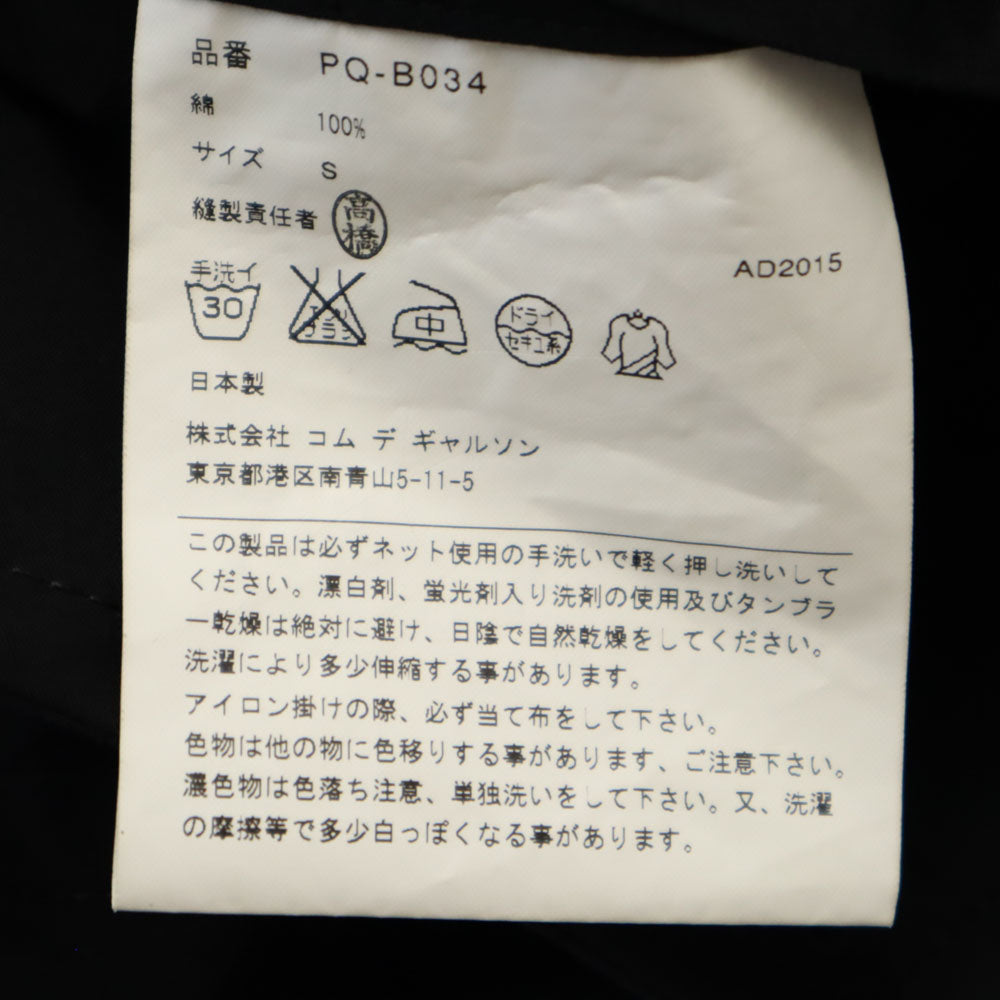 品番 PQ-B034
綿 100%
サイズ S
縫製責任者 高橋
AD2015
手洗イ
30
エンソ
サラシ
中
ドライ
セキユ系
日本製
株式会社 コム デ ギャルソン
東京都港区南青山5-11-5
この製品は必ずネット使用の手洗いで軽く押し洗いして
ください。漂白剤、蛍光剤入り洗剤の使用及びタンブラ
ー乾燥は絶対に避け、日陰で自然乾燥をしてください。
洗濯により多少伸縮する事があります。
アイロン掛けの際、必ず当て布をして下さい。
色物は他の物に色移りする事があります、ご注意下さい。
濃色物は色落ち注意、単独洗いをして下さい。又、洗濯
の摩擦等で多少白っぽくなる事があります。